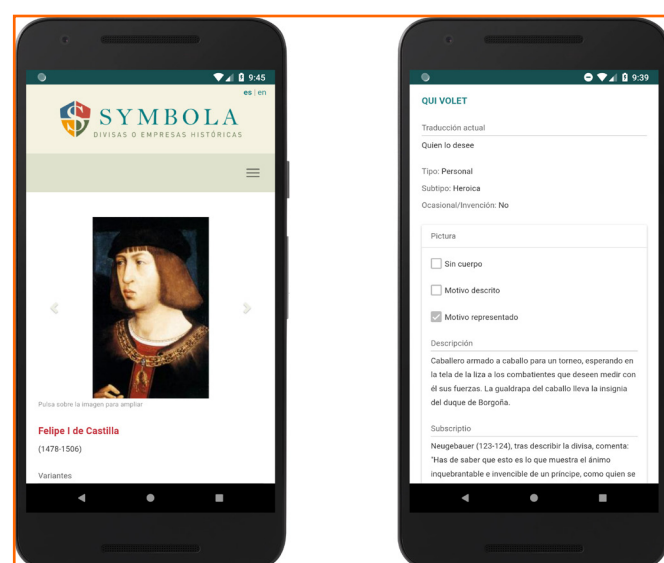 9:45
es | en
SYMBOLA
DIVISAS O EMPRESAS HISTÓRICAS
Pulsa sobre la imagen para ampliar
Felipe I de Castilla
(1478-1506)
Variantes
9:39
QUI VOLET
Traducción actual
Quien lo desee
Tipo: Personal
Subtipo: Heroica
Ocasional/Invención: No
Pictura
Sin cuerpo
Motivo descrito
Motivo representado
Descripción
Caballero armado a caballo para un torneo, esperando en
la tela de la liza a los combatientes que deseen medir con
él sus fuerzas. La gualdrapa del caballo lleva la insignia
del duque de Borgoña.
Subscriptio
Neugebauer (123-124), tras describir la divisa, comenta:
"Has de saber que esto es lo que muestra el ánimo
inquebrantable e invencible de un príncipe, como quien se